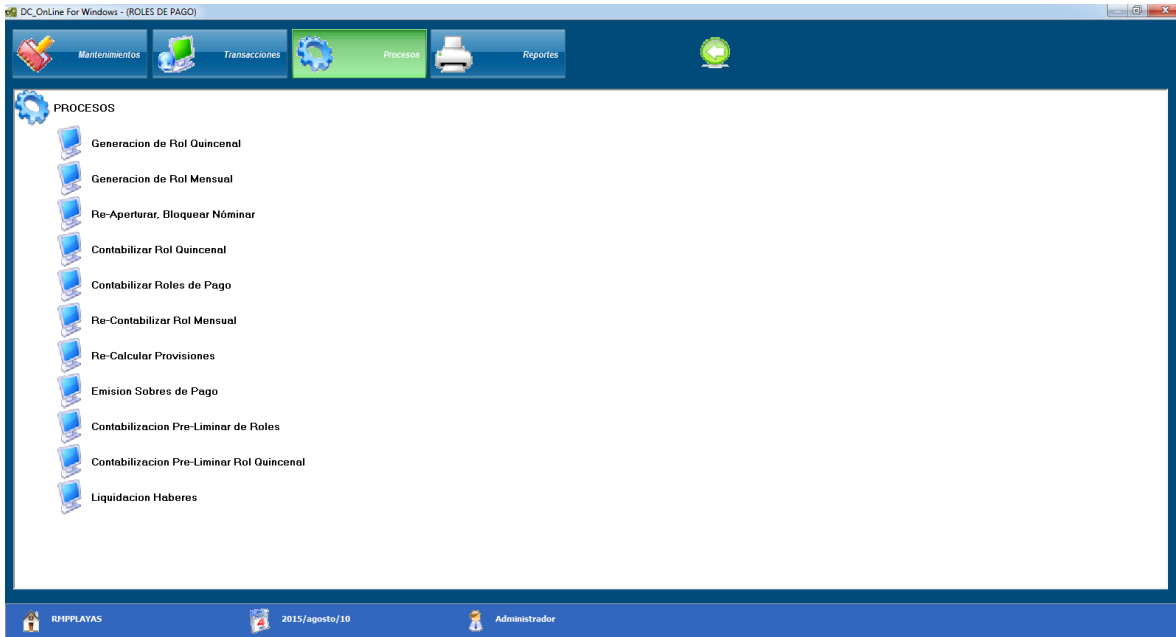 DC_OnLine For Windows - (ROLES DE PAGO)
Mantenimientos Transacciones Procesos Reportes
PROCESOS
Generacion de Rol Quincenal
Generacion de Rol Mensual
Re-Aperturar, Bloquear Nóminar
Contabilizar Rol Quincenal
Contabilizar Roles de Pago
Re-Contabilizar Rol Mensual
Re-Calcular Provisiones
Emision Sobres de Pago
Contabilizacion Pre-Liminar de Roles
Contabilizacion Pre-Liminar Rol Quincenal
Liquidacion Haberes
RMPPLAYAS 4 2015/agosto/10 Administrador